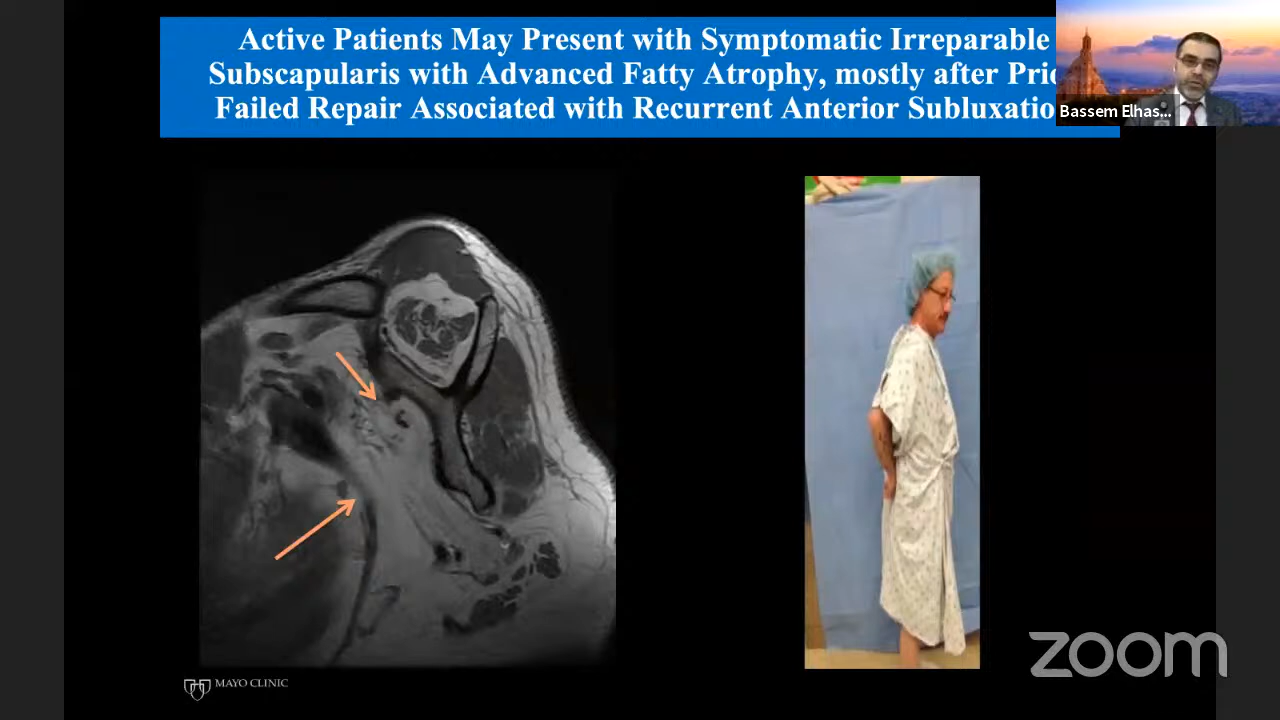 Active Patients May Present with Symptomatic Irreparable
Subscapularis with Advanced Fatty Atrophy, mostly after
Failed Repair Associated with Recurrent Anterior
Bassem Elhas...
MAYO CLINIC
zoom